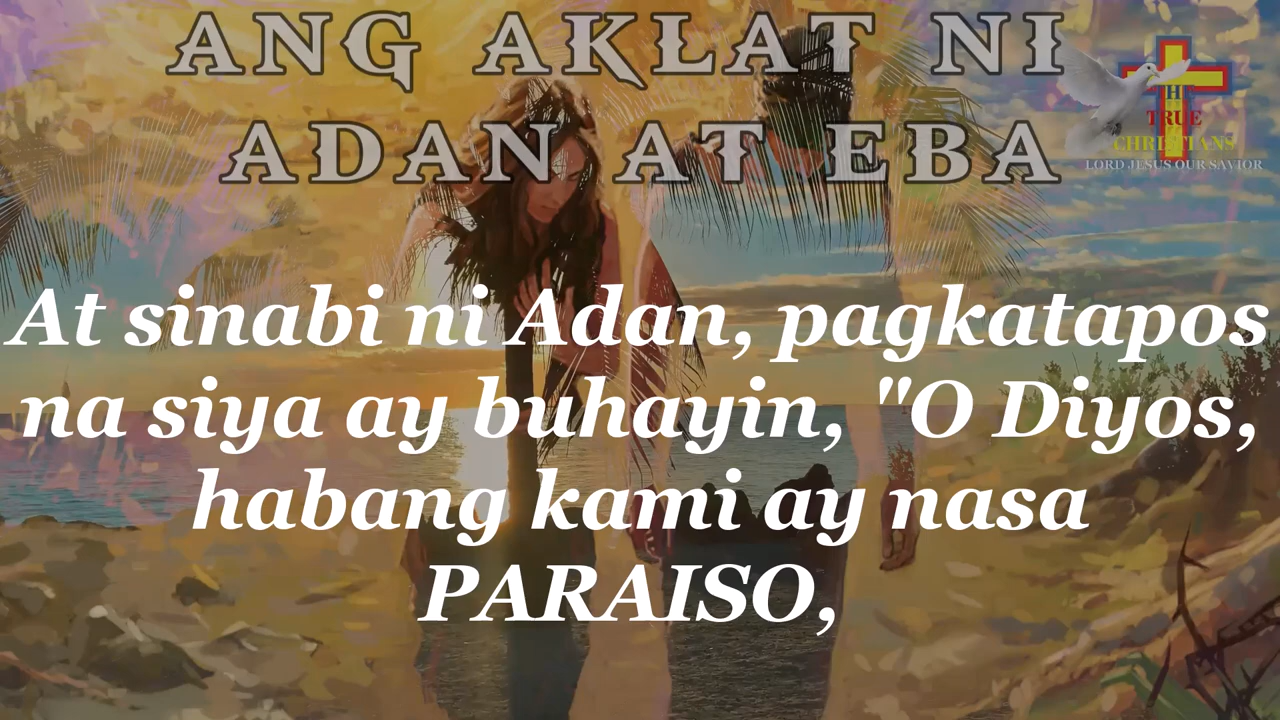 ANG AKLAT NI
ADAN AT EBA
THE
TRUE
CHRISTIANS
LORD JESUS OUR SAVIOR
At sinabi ni Adan, pagkatapos
na siya ay buhayin, "O Diyos,
habang kami ay nasa
PARAISO,